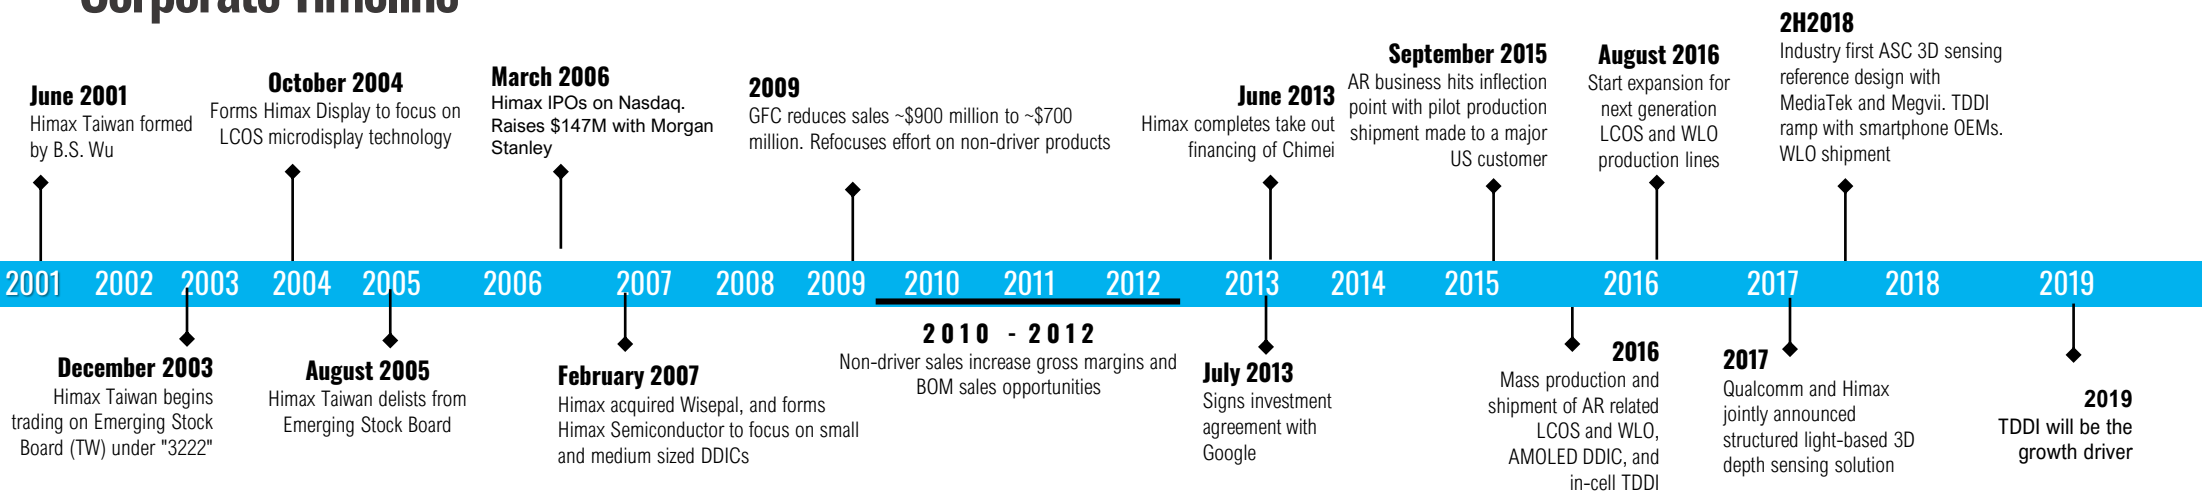 Corporate Timeline
June 2001
Himax Taiwan formed
by B.S. Wu
October 2004
Forms Himax Display to focus on
LCOS microdisplay technology
March 2006
Himax IPOs on Nasdaq.
Raises $147M with Morgan
Stanley
2009
GFC reduces sales ~$900 million to ~$700
million. Refocuses effort on non-driver products
June 2013
Himax completes take out
financing of Chimei
September 2015
AR business hits inflection
point with pilot production
shipment made to a major
US customer
August 2016
Start expansion for
next generation
LCOS and WLO
production lines
2H2018
Industry first ASC 3D sensing
reference design with
MediaTek and Megvii. TDDI
ramp with smartphone OEMs.
WLO shipment
2001 2002 2003 2004 2005 2006 2007 2008 2009 2010 2011 2012 2013 2014 2015 2016 2017 2018 2019
December 2003
Himax Taiwan begins
trading on Emerging Stock
Board (TW) under "3222"
August 2005
Himax Taiwan delists from
Emerging Stock Board
February 2007
Himax acquired Wisepal, and forms
Himax Semiconductor to focus on small
and medium sized DDICs
2010 - 2012
Non-driver sales increase gross margins and
BOM sales opportunities
July 2013
Signs investment
agreement with
Google
2016
Mass production and
shipment of AR related
LCOS and WLO,
AMOLED DDIC, and
in-cell TDDI
2017
Qualcomm and Himax
jointly announced
structured light-based 3D
depth sensing solution
2019
TDDI will be the
growth driver